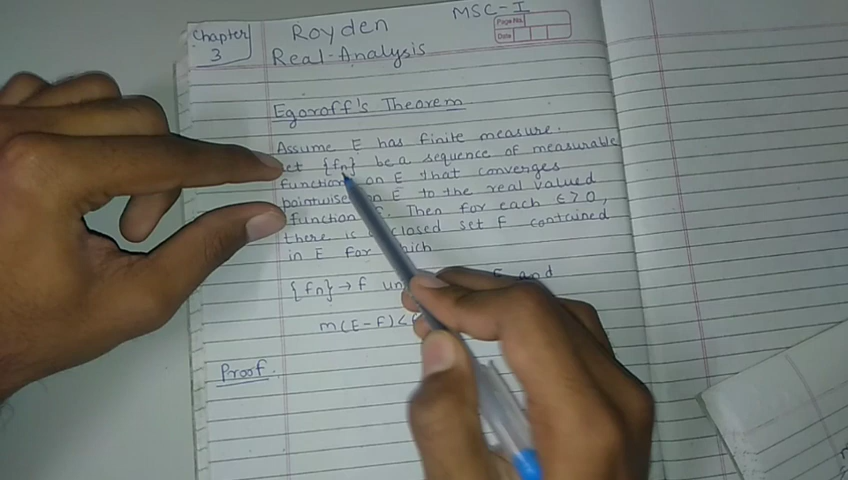 Chapter 3
Royden
MSC-I
Page No.
Date
Real-Analysis
Egoroff's Theorem
Assume E has finite measure.
{fn} be a sequence of measurable
function on E that converges
pointwise on E to the real valued
function Then for each ε>0,
there is closed set F contained
in E for which
{fn} → f and
m(E-F)<
Proof